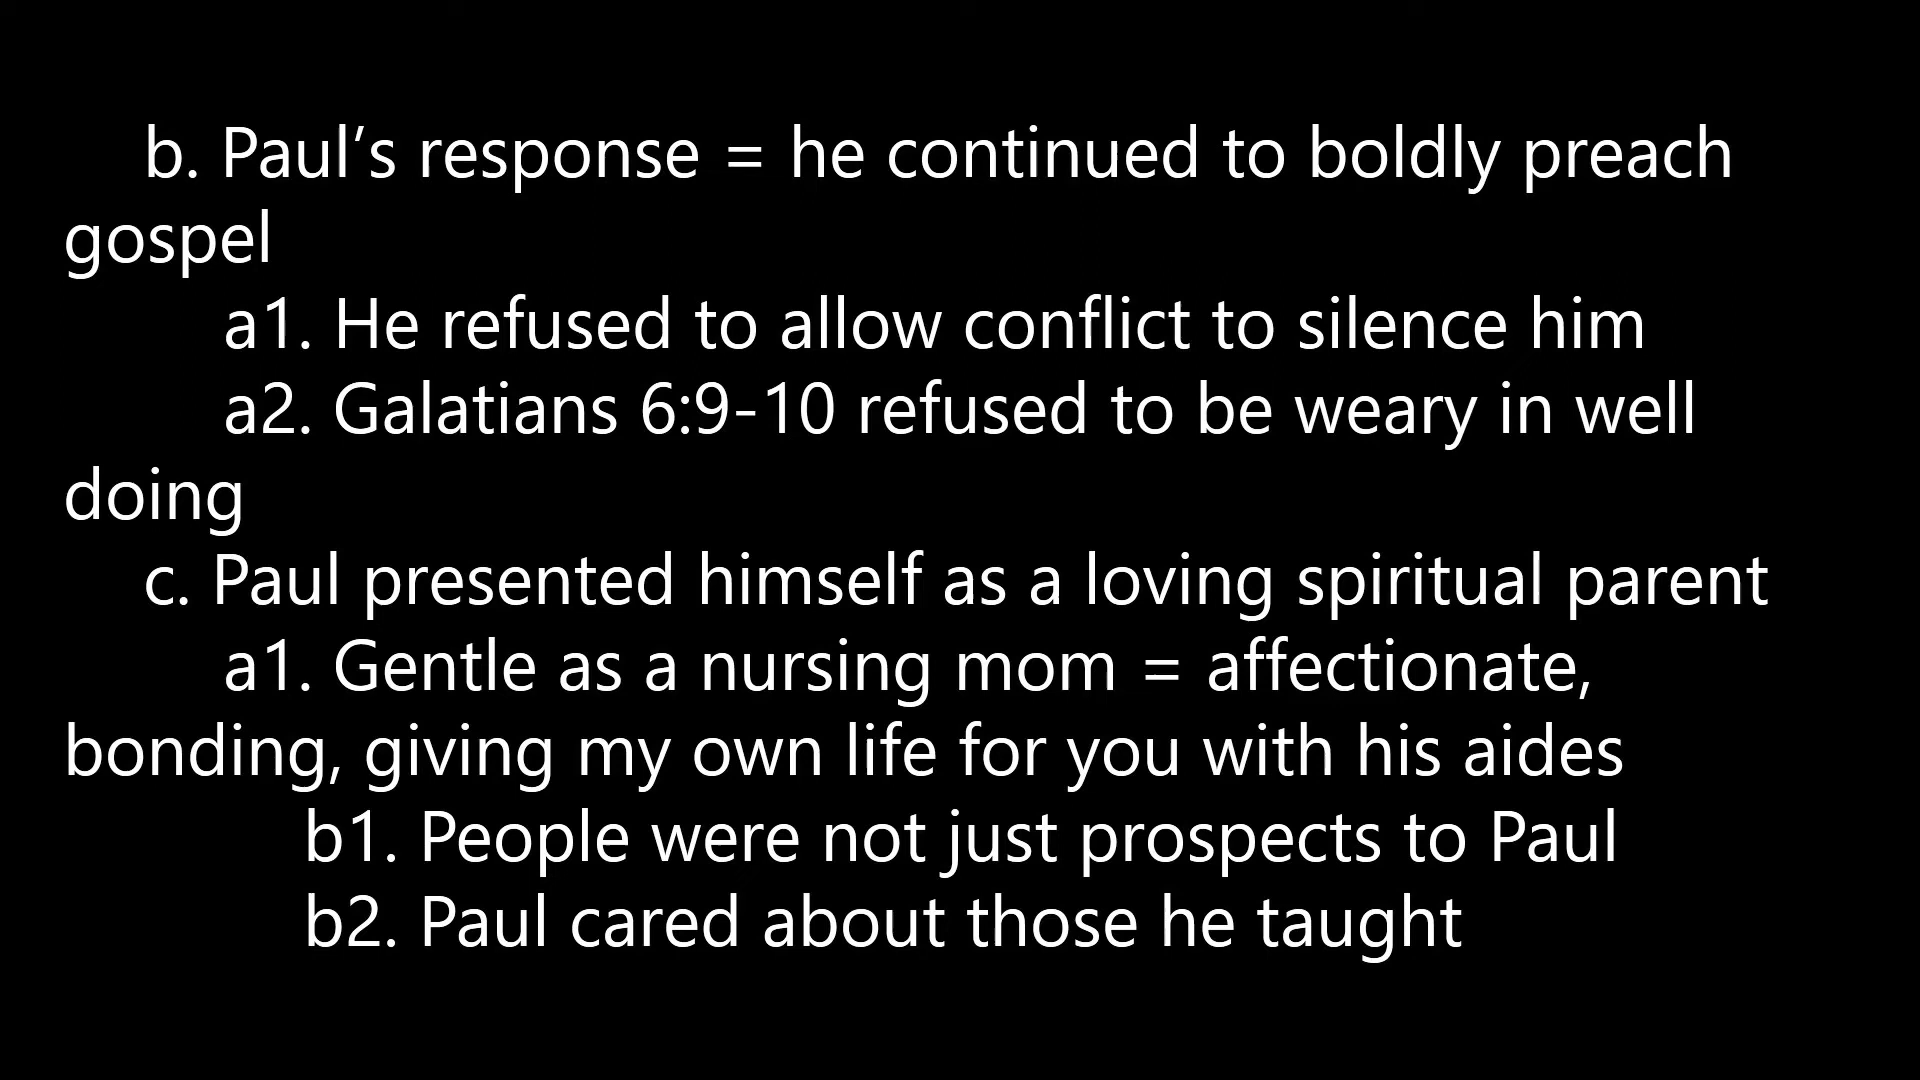 b. Paul’s response = he continued to boldly preach
gospel
a1. He refused to allow conflict to silence him
a2. Galatians 6:9-10 refused to be weary in well
doing
c. Paul presented himself as a loving spiritual parent
a1. Gentle as a nursing mom = affectionate,
bonding, giving my own life for you with his aides
b1. People were not just prospects to Paul
b2. Paul cared about those he taught